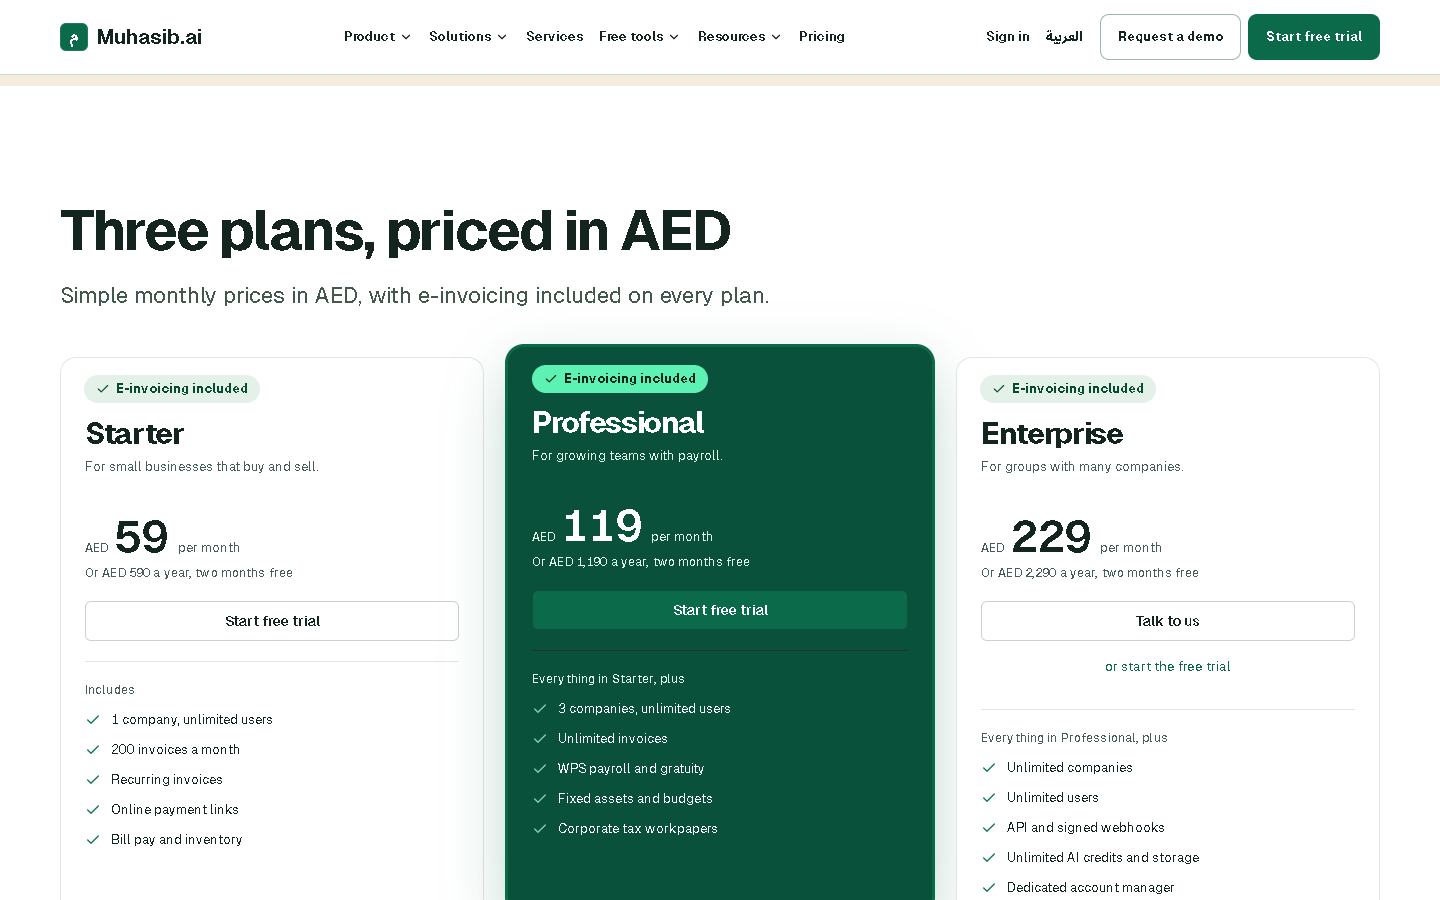 م Muhasib.ai
Product Solutions Services Free tools Resources Pricing
Sign in العربية Request a demo Start free trial
Three plans, priced in AED
Simple monthly prices in AED, with e-invoicing included on every plan.
E-invoicing included
Starter
For small businesses that buy and sell.
AED 59 per month
Or AED 590 a year, two months free
Start free trial
Includes
1 company, unlimited users
200 invoices a month
Recurring invoices
Online payment links
Bill pay and inventory
E-invoicing included
Professional
For growing teams with payroll.
AED 119 per month
Or AED 1,190 a year, two months free
Start free trial
Everything in Starter, plus
3 companies, unlimited users
Unlimited invoices
WPS payroll and gratuity
Fixed assets and budgets
Corporate tax workpapers
E-invoicing included
Enterprise
For groups with many companies.
AED 229 per month
Or AED 2,290 a year, two months free
Talk to us
or start the free trial
Everything in Professional, plus
Unlimited companies
Unlimited users
API and signed webhooks
Unlimited AI credits and storage
Dedicated account manager